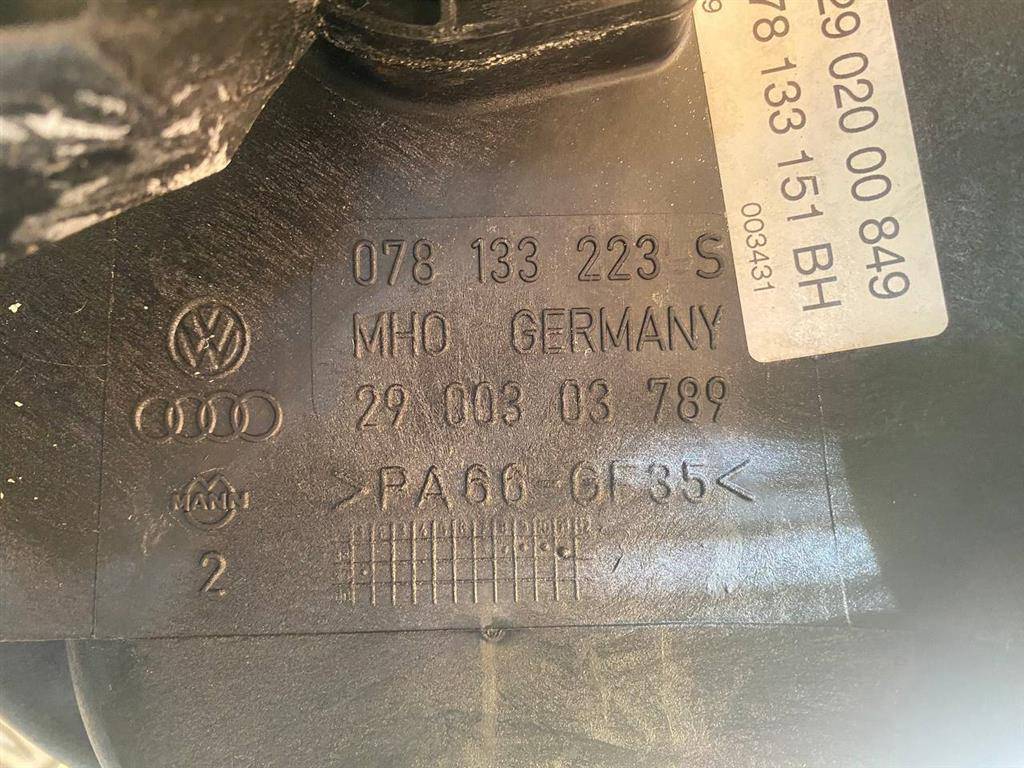 078 133 223 S
MHO GERMANY
29 003 03 789
>PA66-GF35<
MANN
2
29 020 00 849
78 133 151 BH
003431
9